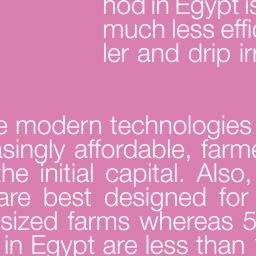 hod in Egypt is
much less effic
ler and drip irr
e modern technologies
asingly affordable, farme
the initial capital. Also,
are best designed for
sized farms whereas 5
in Egypt are less than